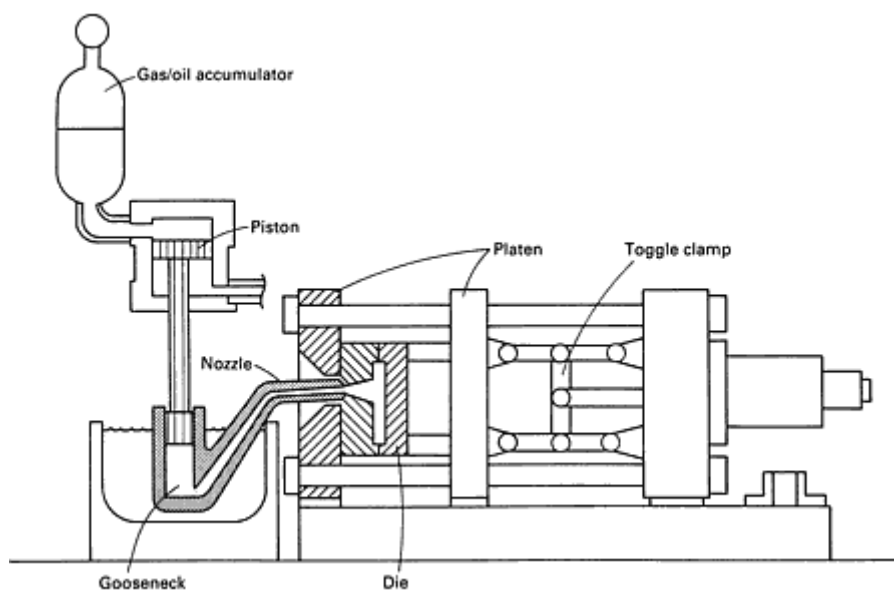 Gas/oil accumulator
Piston
Platen
Toggle clamp
Nozzle
Gooseneck
Die